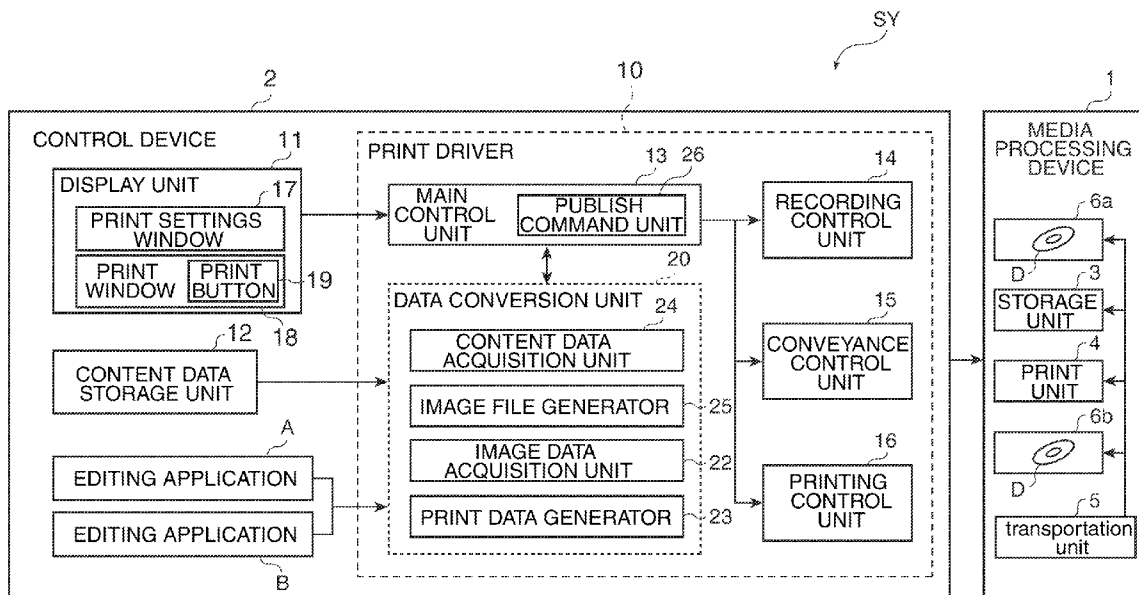 SY
2
10
1
CONTROL DEVICE
11
DISPLAY UNIT
17
PRINT SETTINGS
WINDOW
PRINT
WINDOW
PRINT
BUTTON
19
18
12
CONTENT DATA
STORAGE UNIT
A
EDITING APPLICATION
EDITING APPLICATION
B
PRINT DRIVER
13
26
MAIN
CONTROL
UNIT
PUBLISH
COMMAND UNIT
20
DATA CONVERSION UNIT
24
CONTENT DATA
ACQUISITION UNIT
IMAGE FILE GENERATOR
25
IMAGE DATA
ACQUISITION UNIT
22
PRINT DATA GENERATOR
23
14
RECORDING
CONTROL
UNIT
15
CONVEYANCE
CONTROL
UNIT
16
PRINTING
CONTROL
UNIT
MEDIA
PROCESSING
DEVICE
6a
D
3
STORAGE
UNIT
4
PRINT UNIT
6b
D
5
transportation
unit